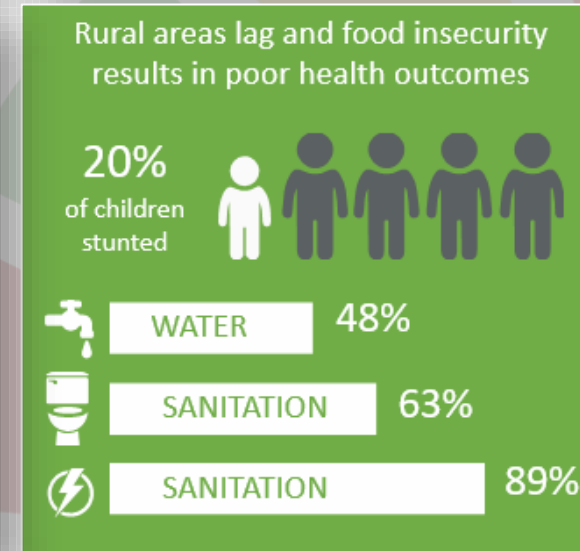 Rural areas lag and food insecurity
results in poor health outcomes
20%
of children
stunted
WATER 48%
SANITATION 63%
SANITATION 89%